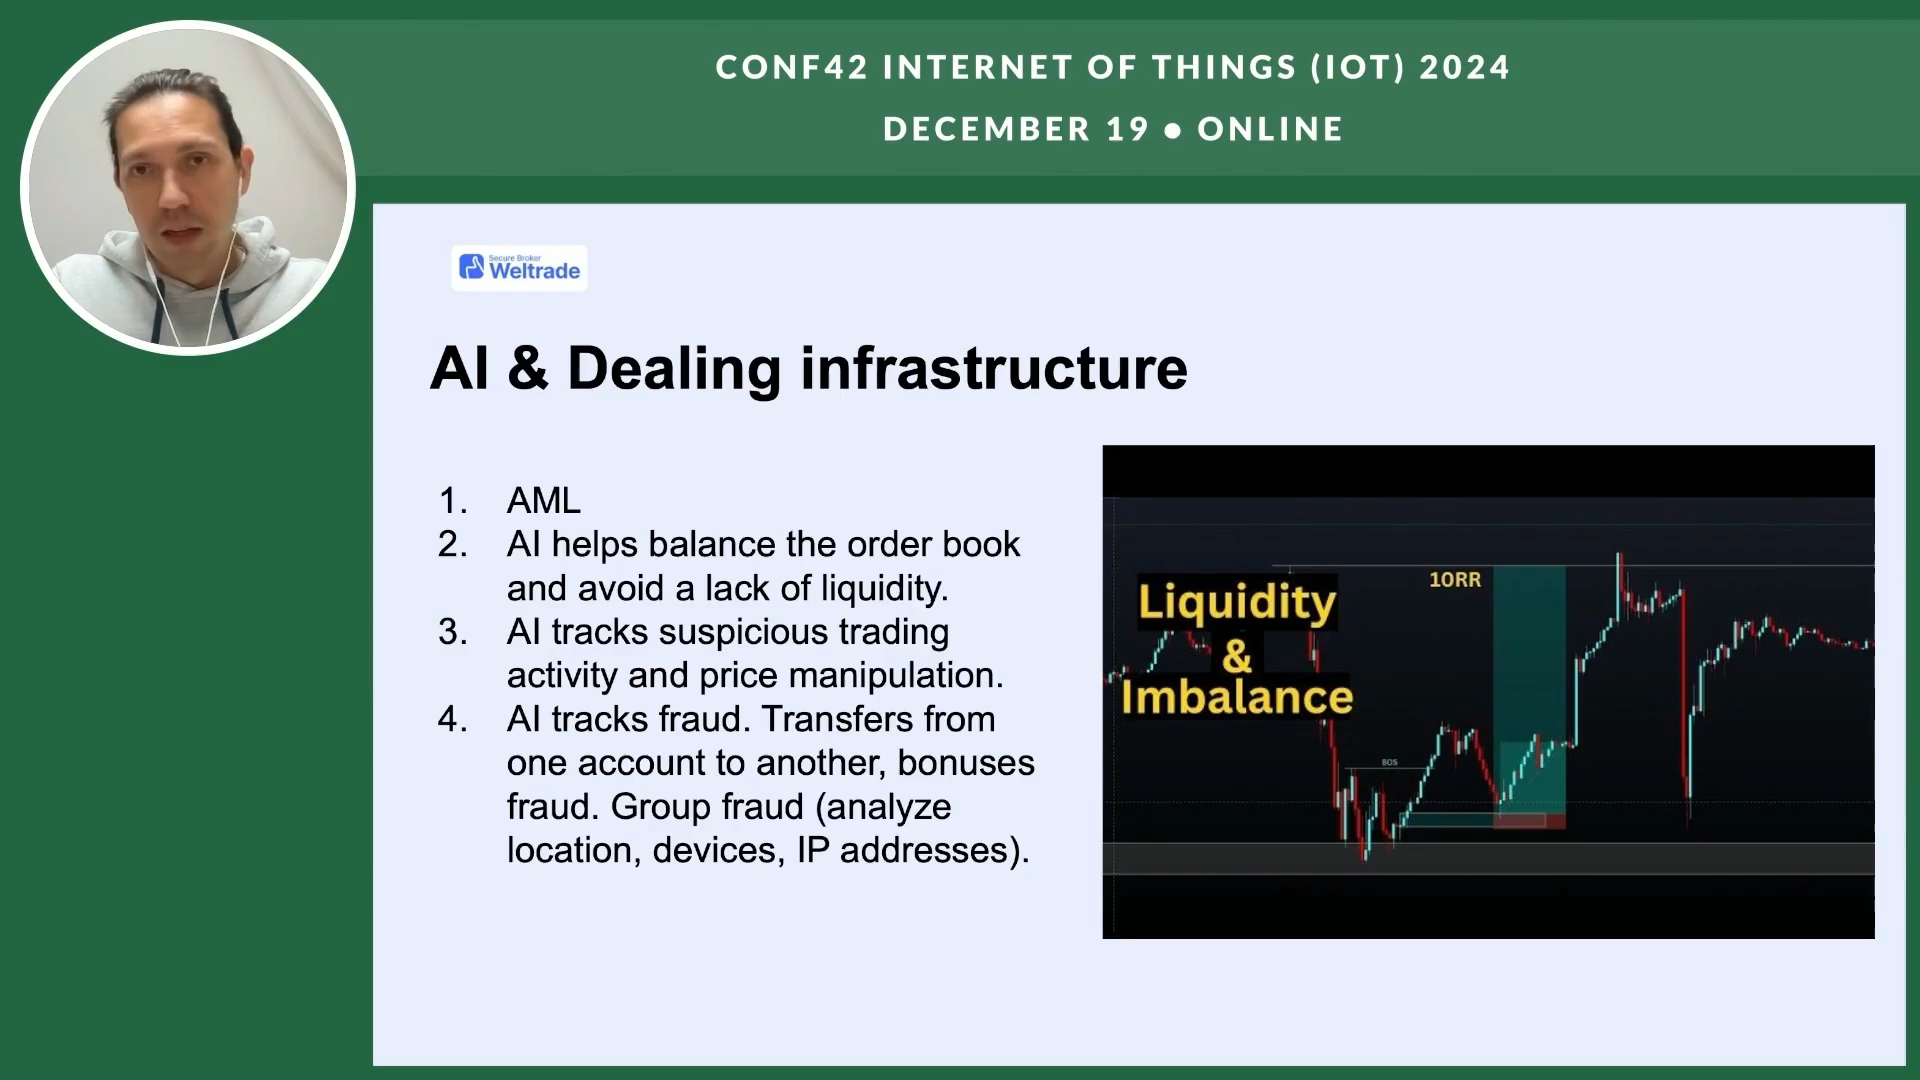 CONF42 INTERNET OF THINGS (IOT) 2024
DECEMBER 19 ● ONLINE
Secure Broker
Weltrade
AI & Dealing infrastructure
1. AML
2. AI helps balance the order book
and avoid a lack of liquidity.
3. AI tracks suspicious trading
activity and price manipulation.
4. AI tracks fraud. Transfers from
one account to another, bonuses
fraud. Group fraud (analyze
location, devices, IP addresses).
10RR
Liquidity
&
Imbalance
BOS